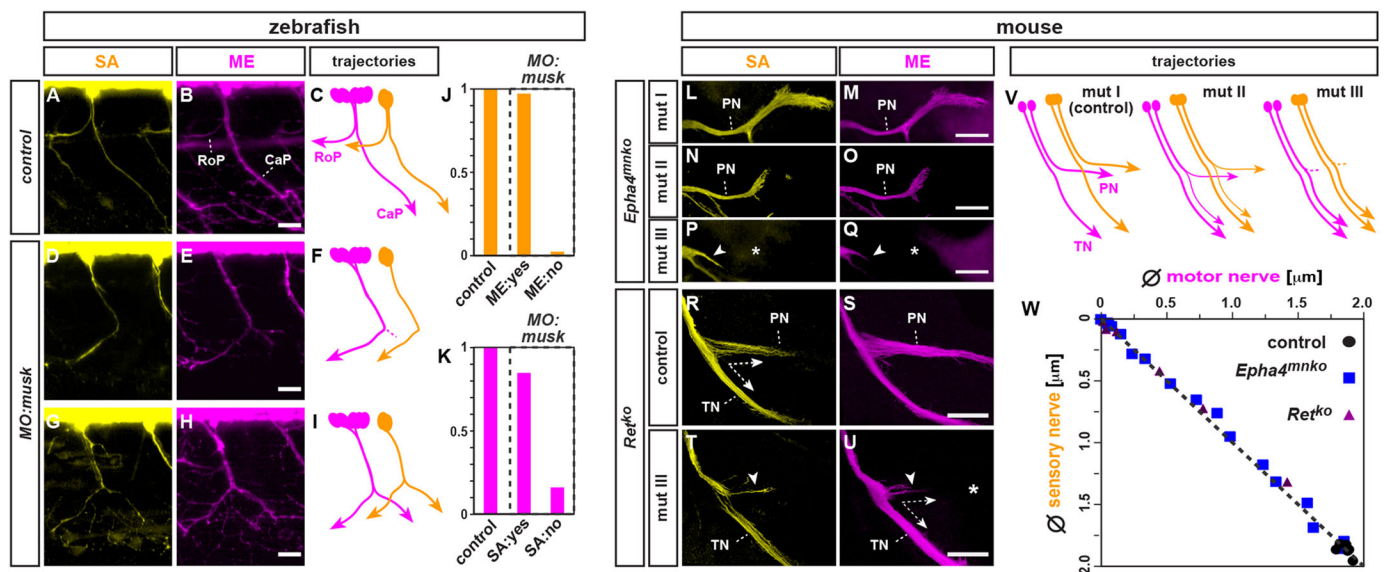 zebrafish
mouse
SA
ME
trajectories
MO:
musk
SA
ME
trajectories
control
A
B
RoP
CaP
C
RoP
CaP
J
1
0.5
0
control
ME:yes
ME:no
MO:musk
D
E
F
G
H
I
K
MO:
musk
1
0.5
0
control
SA:yes
SA:no
Epha4mnko
mut I
L
PN
M
mut II
N
PN
O
mut III
P
*
Q
*
Retko
control
R
PN
TN
S
PN
mut III
T
TN
U
*
TN
V
mut I
(control)
mut II
mut III
PN
TN
W
Ø motor nerve [µm]
0 0.5 1.0 1.5 2.0
0
0.5
1.0
1.5
2.0
Ø sensory nerve [µm]
control
Epha4mnko
Retko